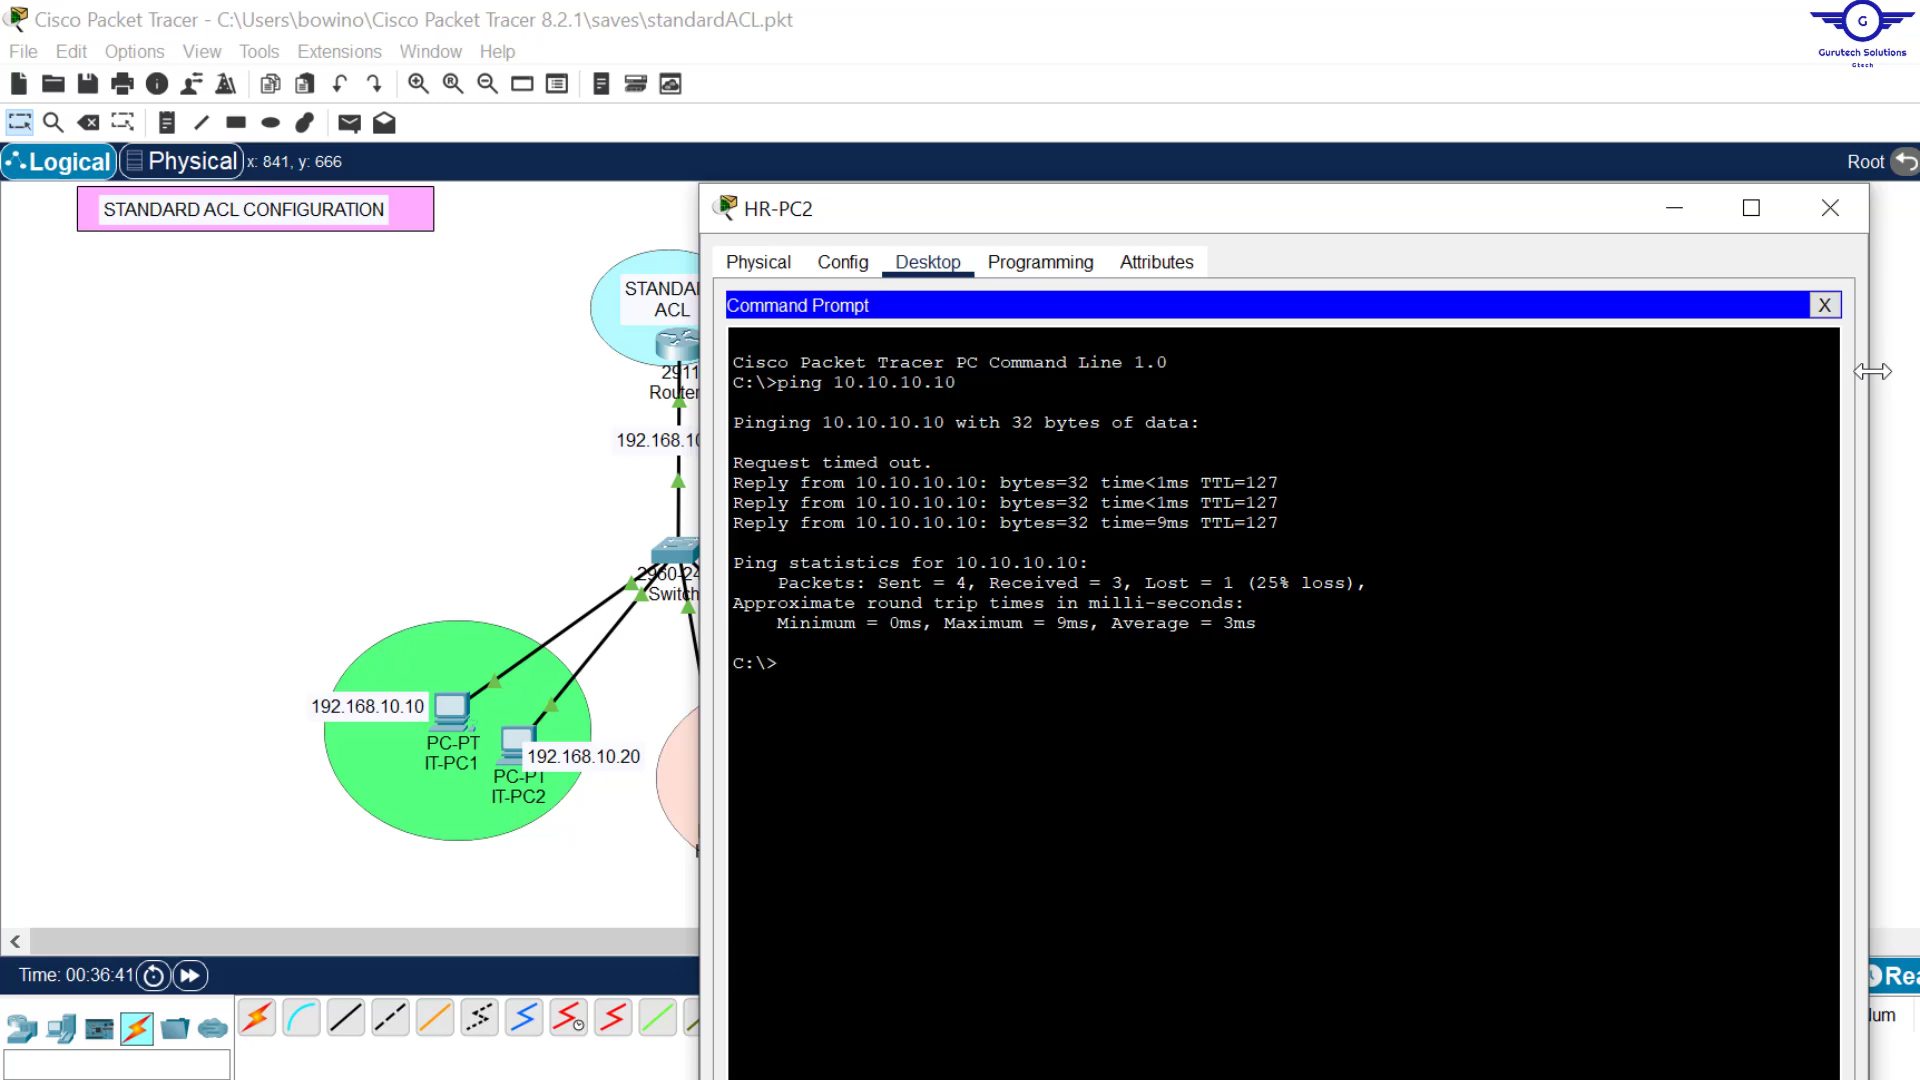 Cisco Packet Tracer - C:\Users\bowino\Cisco Packet Tracer 8.2.1\saves\standardACL.pkt
G
Gurutech Solutions
Gtech
File Edit Options View Tools Extensions Window Help
Logical Physical x: 841, y: 666
Root
STANDARD ACL CONFIGURATION
STANDAR
ACL
2911
Router
192.168.10
2960-24
Switch
192.168.10.10
PC-PT
IT-PC1
192.168.10.20
PC-PT
IT-PC2
HR-PC2
Physical Config Desktop Programming Attributes
Command Prompt
X
Cisco Packet Tracer PC Command Line 1.0
C:\>ping 10.10.10.10
Pinging 10.10.10.10 with 32 bytes of data:
Request timed out.
Reply from 10.10.10.10: bytes=32 time<1ms TTL=127
Reply from 10.10.10.10: bytes=32 time<1ms TTL=127
Reply from 10.10.10.10: bytes=32 time=9ms TTL=127
Ping statistics for 10.10.10.10:
Packets: Sent = 4, Received = 3, Lost = 1 (25% loss),
Approximate round trip times in milli-seconds:
Minimum = 0ms, Maximum = 9ms, Average = 3ms
C:\>
Time: 00:36:41
Rea